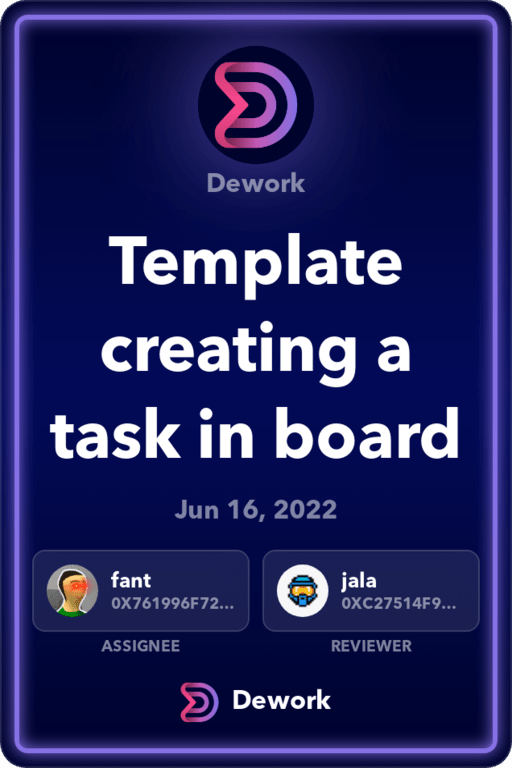 Dework
Template
creating a
task in board
Jun 16, 2022
fant
0X761996F72...
ASSIGNEE
jala
0XC27514F9...
REVIEWER
Dework